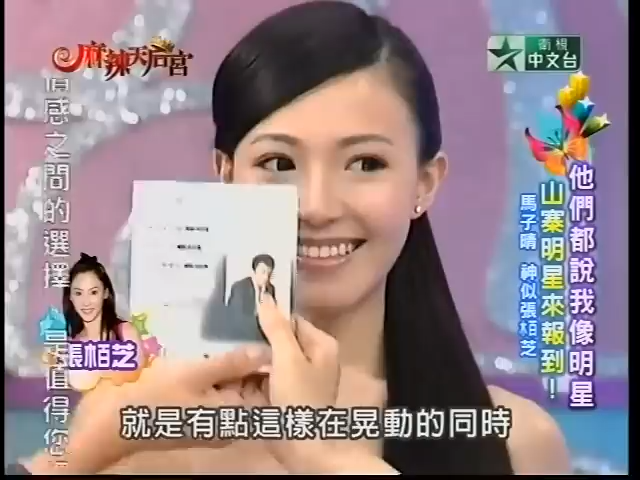 麻辣天后宮
衛視
中文台
情感之間的選擇
是值得您
他們都說我像明星
山寨明星來報到！
馬子晴 神似張栢芝
張栢芝
就是有點這樣在晃動的同時